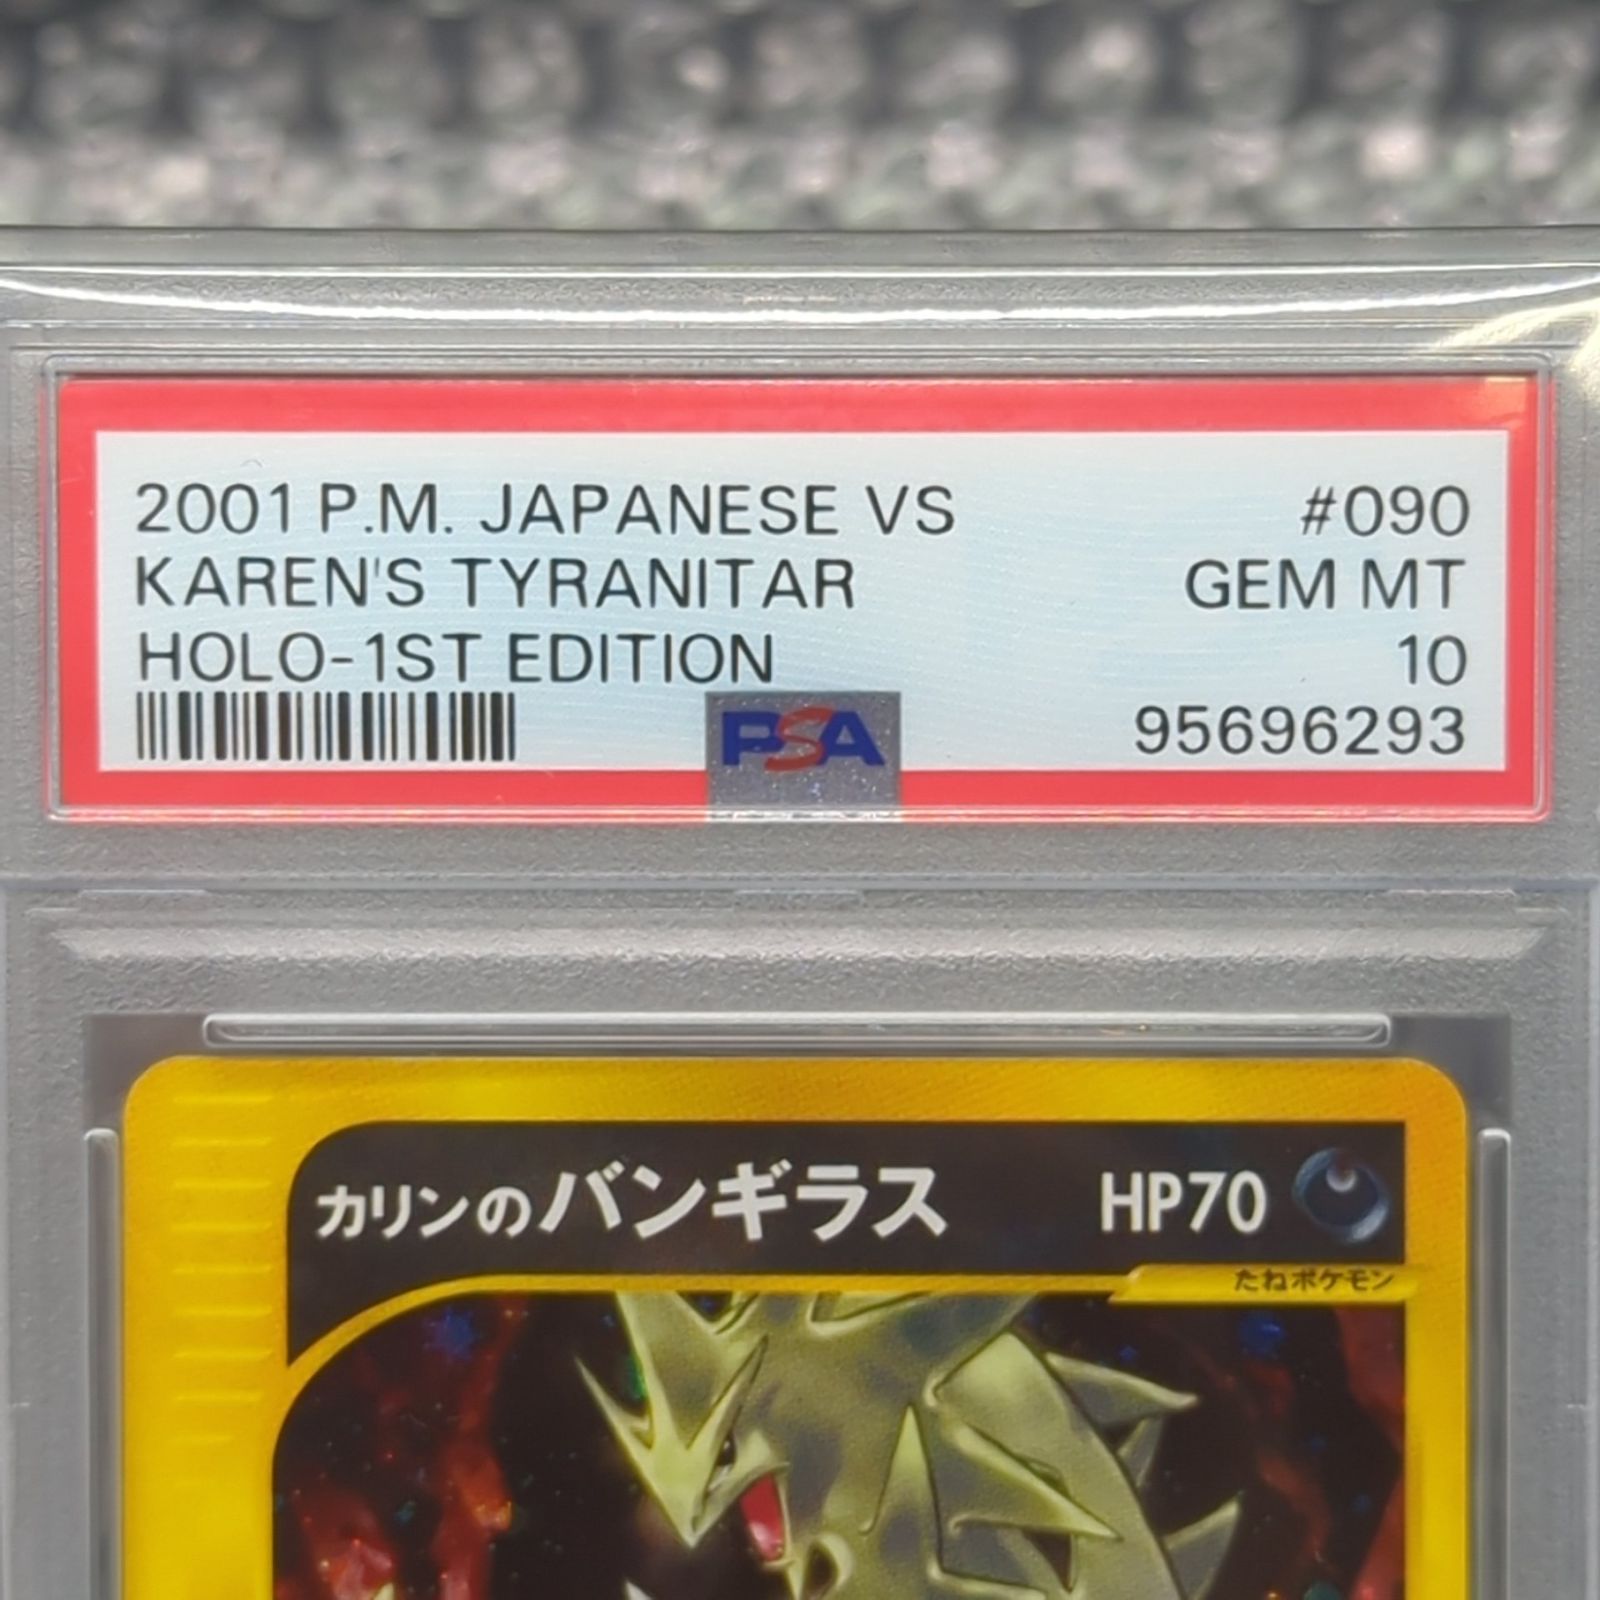 2001 P.M. JAPANESE VS #090
KAREN'S TYRANITAR GEM MT
HOLO-1ST EDITION 10
PSA 95696293
カリンのバンギラス HP70
たねポケモン